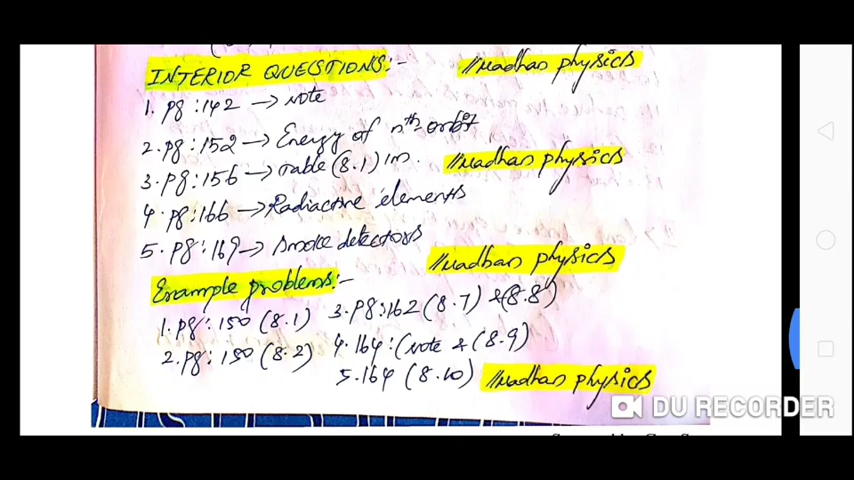 INTERIOR QUESTIONS:- //Madhan physics
1. Pg:142 → note
2. Pg:152 → Energy of nth orbit
3. Pg:156 → Table (8.1) im. //Madhan physics
4. Pg:166 → Radiactive elements
5. Pg:169 → Smoke detectors
//Madhan physics
Example problems:-
1. Pg:150 (8.1) 3. Pg:162 (8.7) & (8.8)
2. Pg:150 (8.2) 4. 164: (note & (8.9)
5. 164 (8.10) //Madhan physics
DU RECORDER